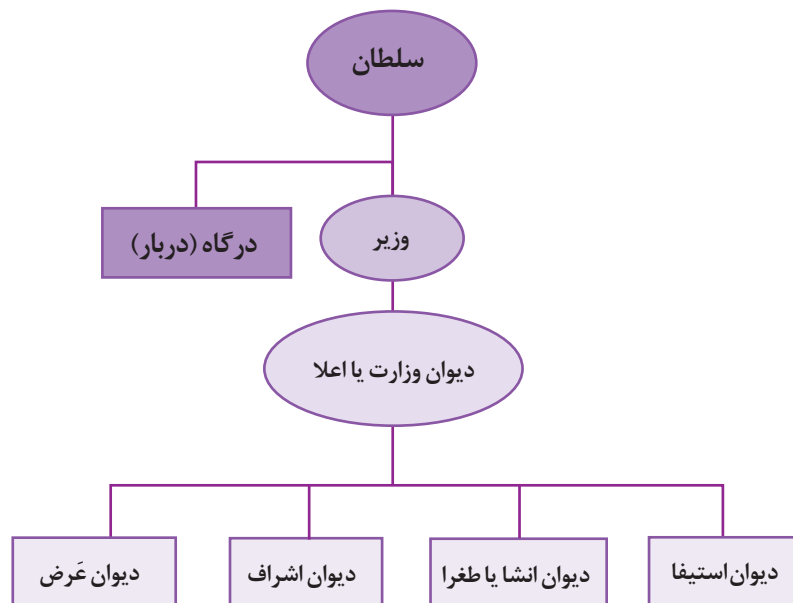 سلطان
وزیر
درگاه (دربار)
دیوان وزارت یا اعلا
دیوان استیفا
دیوان انشا یا طغرا
دیوان اشراف
دیوان عَرض